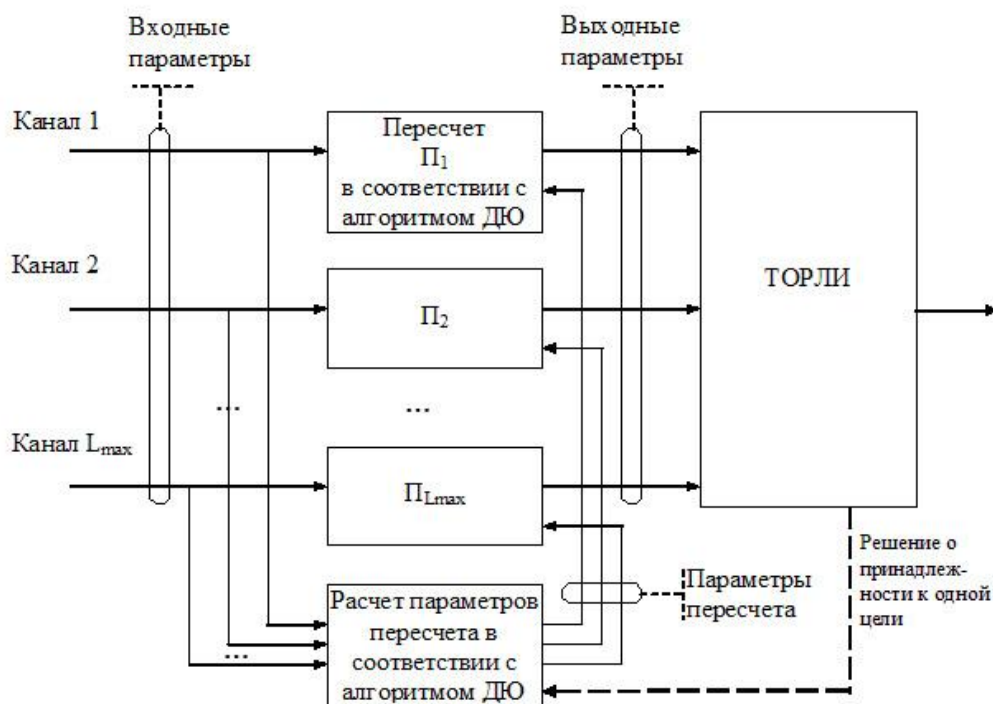 Входные
параметры
Выходные
параметры
Канал 1
Пересчет
П1
в соответствии с
алгоритмом ДЮ
Канал 2
П2
ТОРЛИ
...
...
Канал Lmax
ПLmax
Решение о
принадлеж-
ности к одной
цели
Параметры
пересчета
Расчет параметров
пересчета в
соответствии с
алгоритмом ДЮ
...